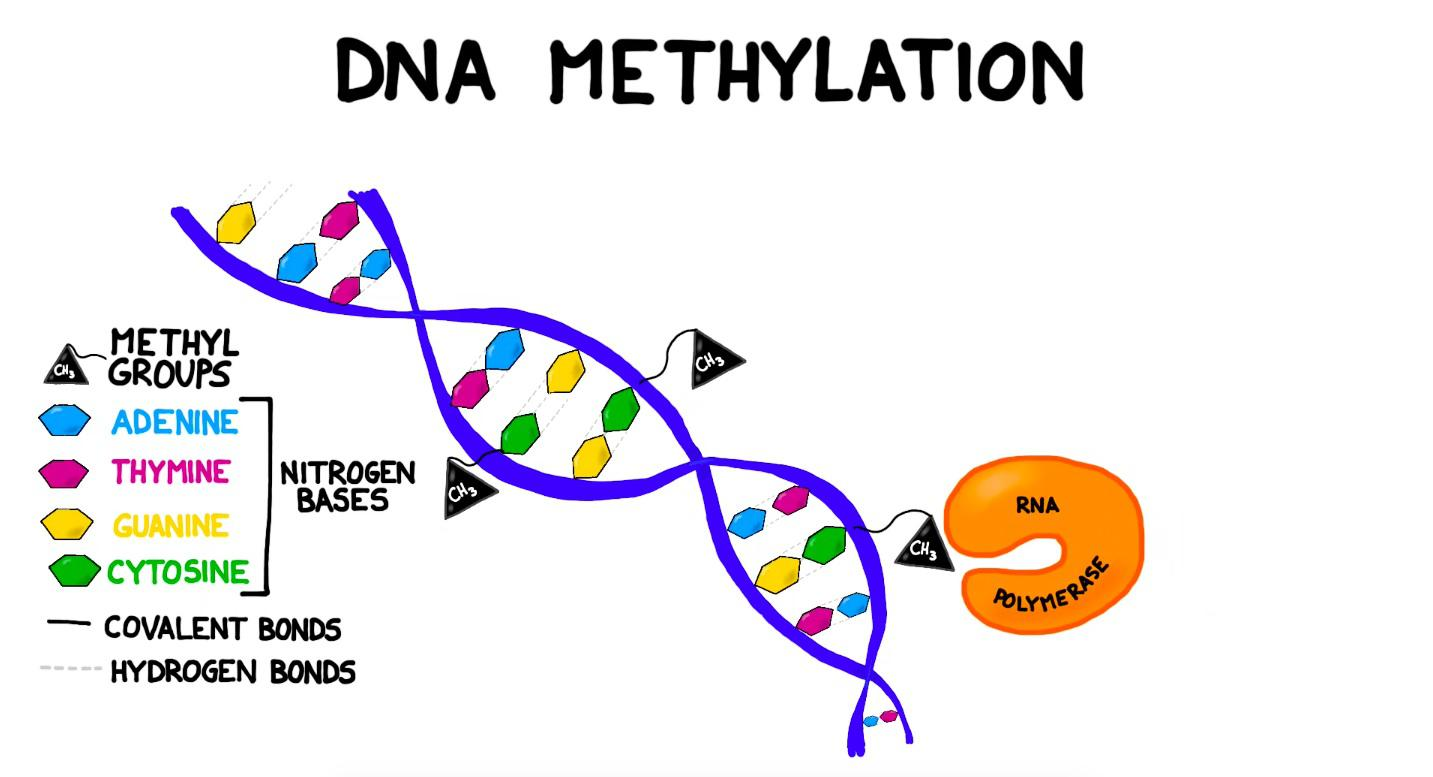 DNA METHYLATION
METHYL
GROUPS
CH₃
ADENINE
THYMINE
GUANINE
CYTOSINE
NITROGEN
BASES
COVALENT BONDS
HYDROGEN BONDS
CH₃
CH₃
CH₃
RNA
POLYMERASE